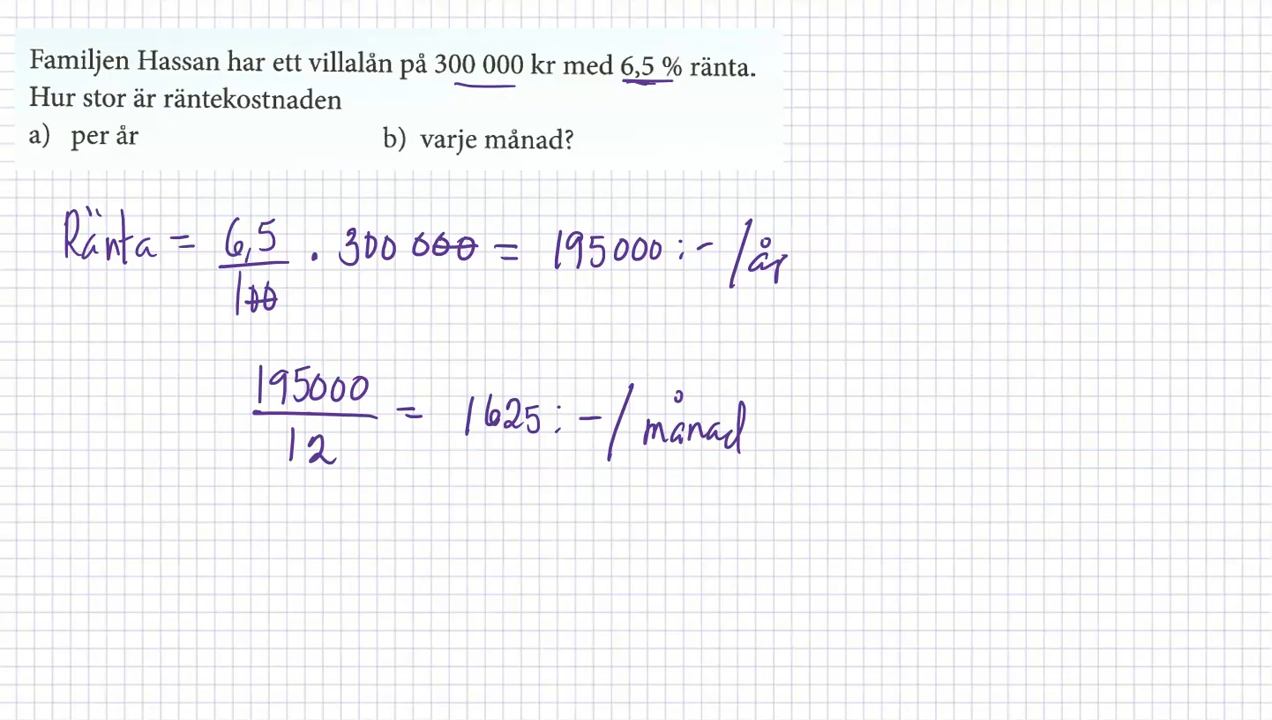 Familjen Hassan har ett villalån på 300 000 kr med 6,5 % ränta.
Hur stor är räntekostnaden
a) per år b) varje månad?
Ränta = 6,5/100 · 300 000 = 195000 :- /år
195000/12 = 1625 :- / månad